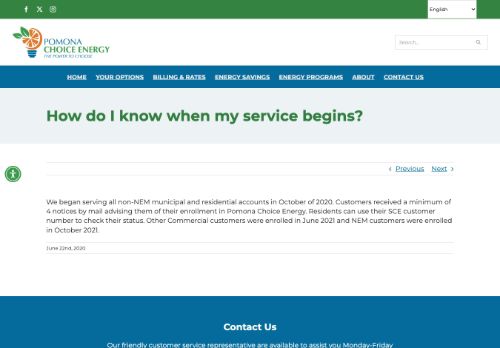 English
POMONA
CHOICE ENERGY
THE POWER TO CHOOSE
Search...
HOME YOUR OPTIONS BILLING & RATES ENERGY SAVINGS ENERGY PROGRAMS ABOUT CONTACT US
How do I know when my service begins?
Previous Next
We began serving all non-NEM municipal and residential accounts in October of 2020. Customers received a minimum of
4 notices by mail advising them of their enrollment in Pomona Choice Energy. Residents can use their SCE customer
number to check their status. Other Commercial customers were enrolled in June 2021 and NEM customers were enrolled
in October 2021.
June 22nd, 2020
Contact Us
Our friendly customer service representative are available to assist you Monday-Friday